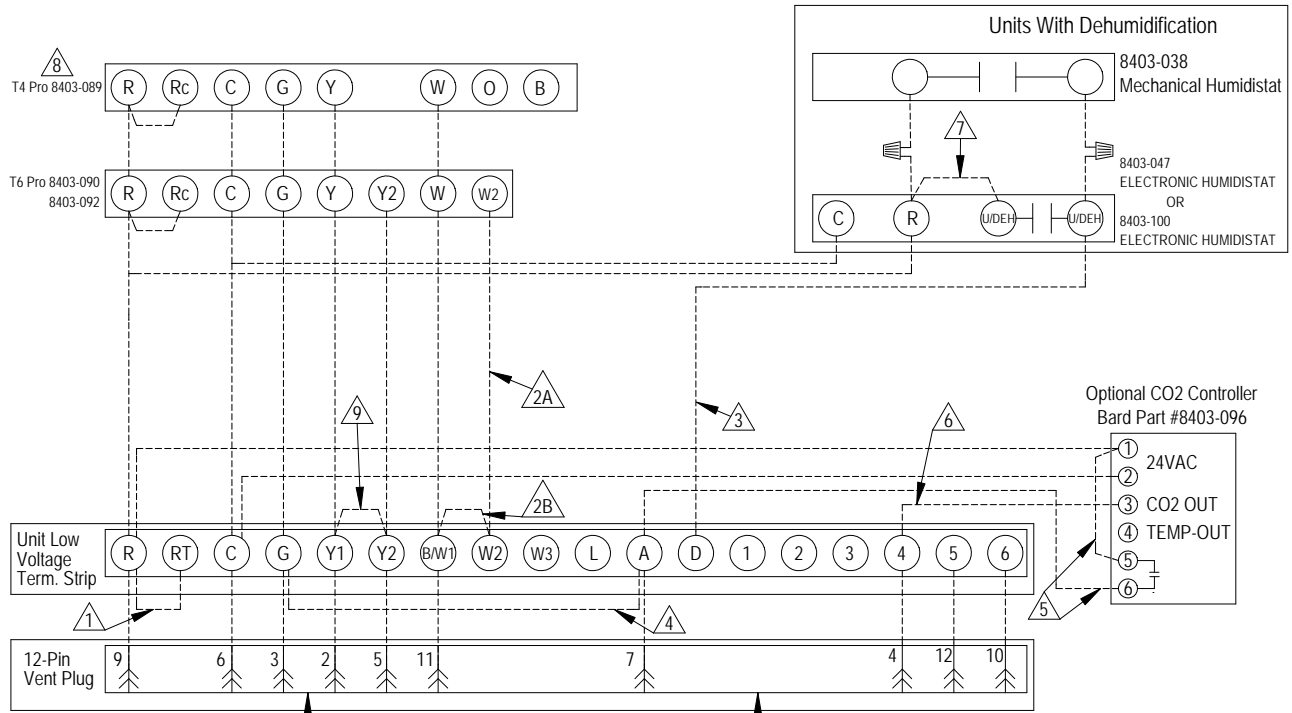 Units With Dehumidification
8403-038
Mechanical Humidistat
8
T4 Pro 8403-089
R Rc C G Y W O B
7
8403-047
ELECTRONIC HUMIDISTAT
OR
8403-100
ELECTRONIC HUMIDISTAT
T6 Pro 8403-090
8403-092
R Rc C G Y Y2 W W2
C R U/DEH U/DEH
2A
9
3
6
2B
Optional CO2 Controller
Bard Part #8403-096
1
24VAC
2
3 CO2 OUT
4 TEMP-OUT
5
6
5
Unit Low
Voltage
Term. Strip
R RT C G Y1 Y2 B/W1 W2 W3 L A D 1 2 3 4 5 6
1
4
12-Pin
Vent Plug
9 6 3 2 5 11 7 4 12 10